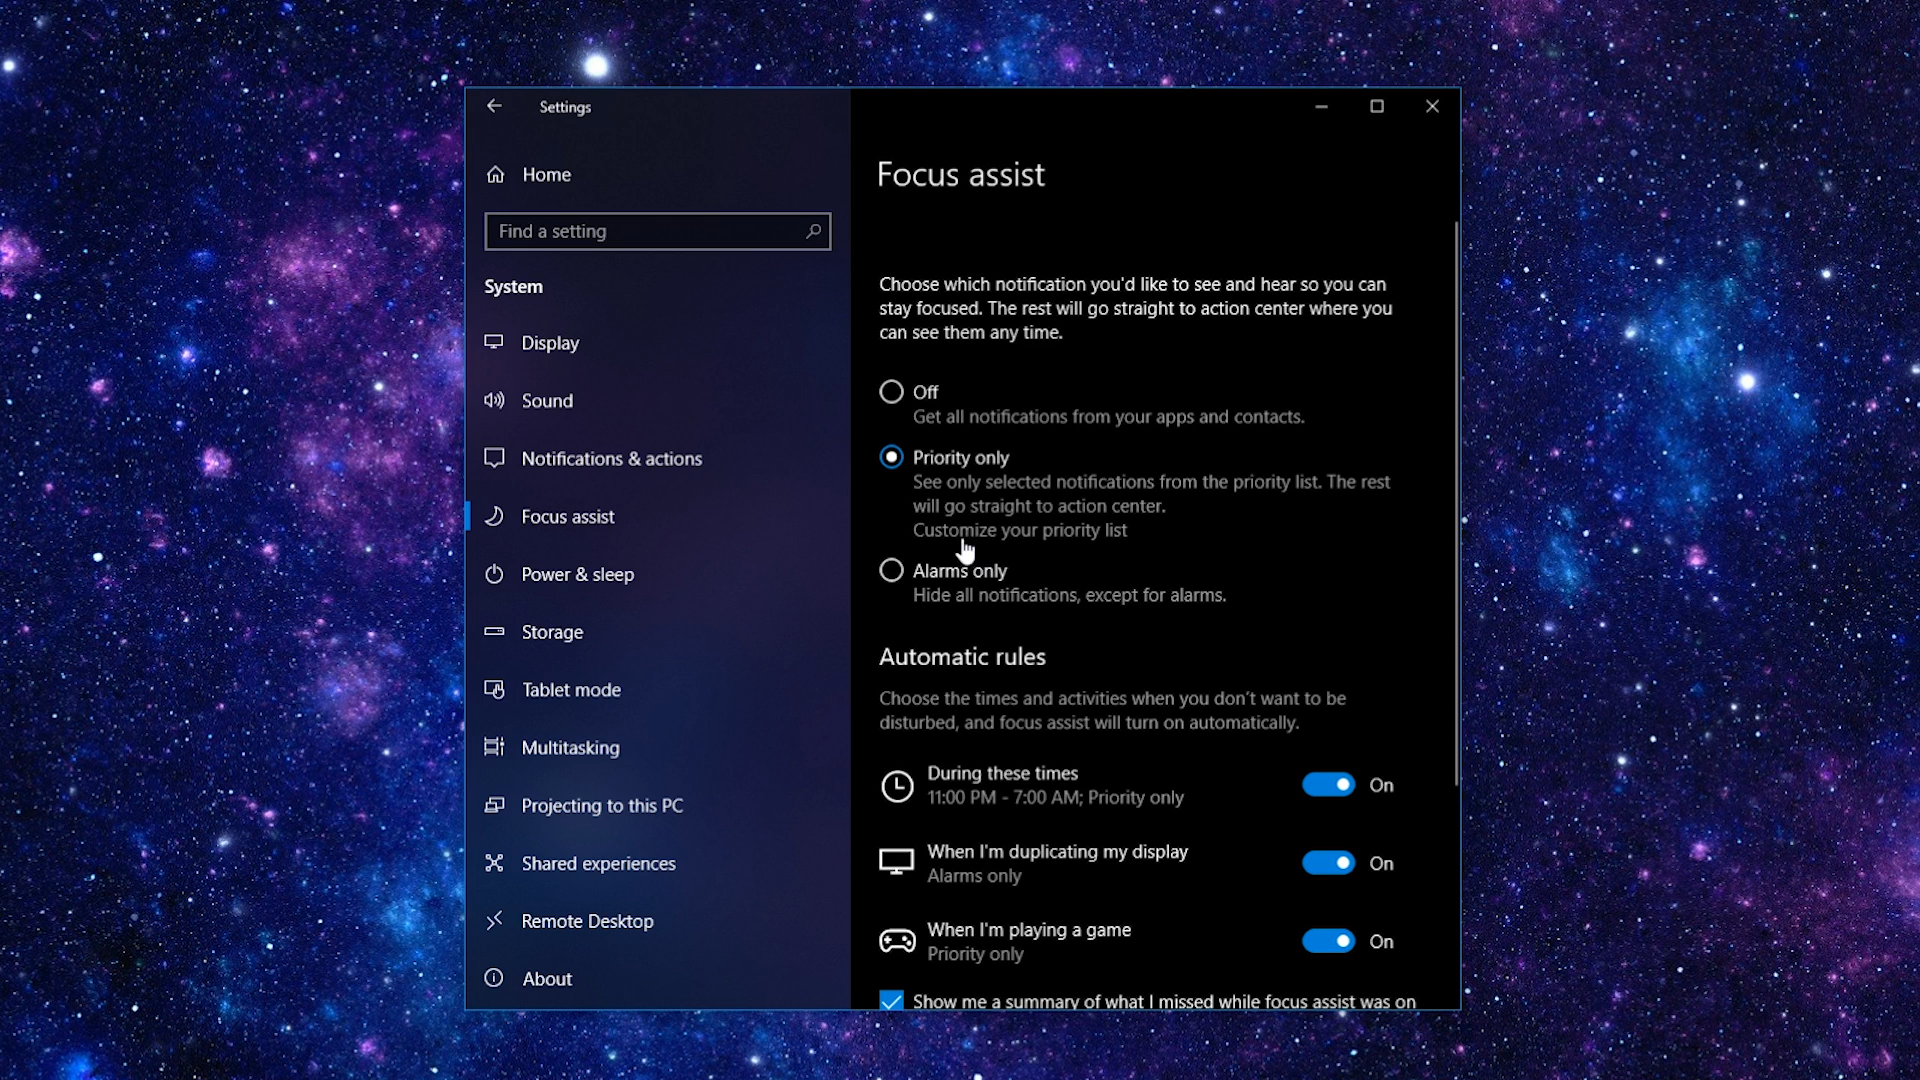 Settings
Home
Find a setting
System
Display
Sound
Notifications & actions
Focus assist
Power & sleep
Storage
Tablet mode
Multitasking
Projecting to this PC
Shared experiences
Remote Desktop
About
Focus assist
Choose which notification you'd like to see and hear so you can
stay focused. The rest will go straight to action center where you
can see them any time.
Off
Get all notifications from your apps and contacts.
Priority only
See only selected notifications from the priority list. The rest
will go straight to action center.
Customize your priority list
Alarms only
Hide all notifications, except for alarms.
Automatic rules
Choose the times and activities when you don't want to be
disturbed, and focus assist will turn on automatically.
During these times
11:00 PM - 7:00 AM; Priority only
On
When I'm duplicating my display
Alarms only
On
When I'm playing a game
Priority only
On
Show me a summary of what I missed while focus assist was on